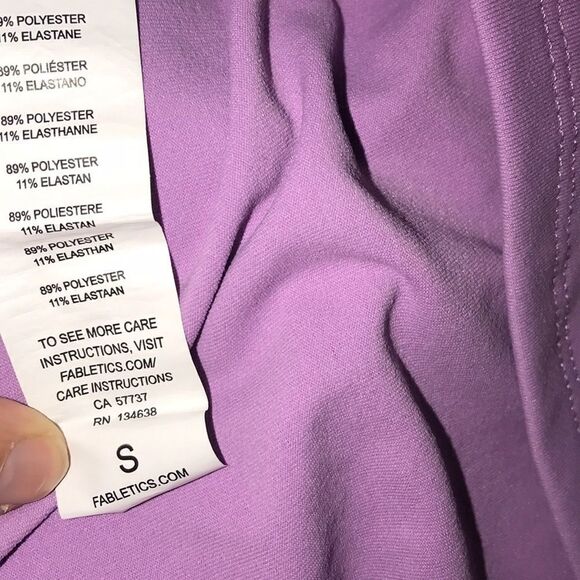 9% POLYESTER
11% ELASTANE
89% POLIÉSTER
11% ELASTANO
89% POLYESTER
11% ELASTHANNE
89% POLYESTER
11% ELASTAN
89% POLIESTERE
11% ELASTAN
89% POLYESTER
11% ELASTHAN
89% POLYESTER
11% ELASTAAN
TO SEE MORE CARE
INSTRUCTIONS, VISIT
FABLETICS.COM/
CARE INSTRUCTIONS
CA 57737
RN 134638
S
FABLETICS.COM